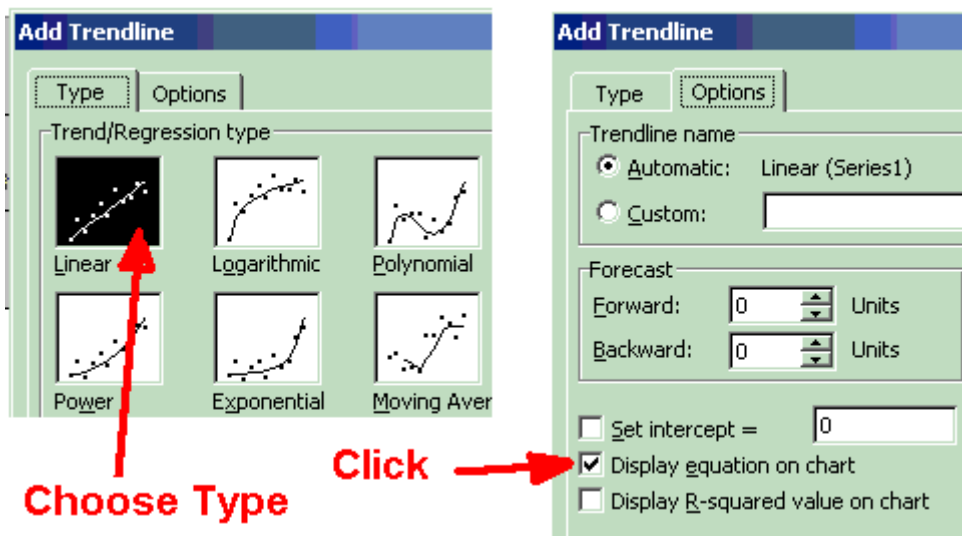 Add Trendline
Type Options
Trend/Regression type
Linear Logarithmic Polynomial
Power Exponential Moving Aver
Choose Type
Add Trendline
Type Options
Trendline name
Automatic: Linear (Series1)
Custom:
Forecast
Forward: 0 Units
Backward: 0 Units
Set intercept = 0
Click
Display equation on chart
Display R-squared value on chart